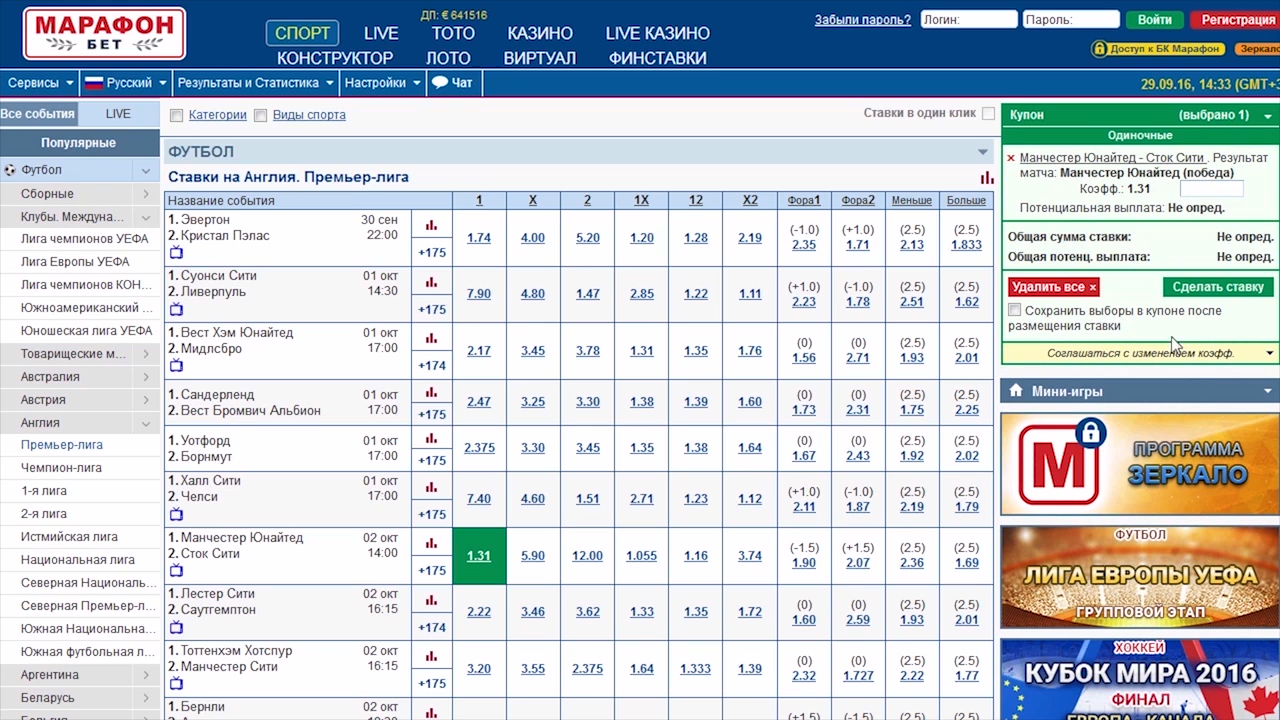 МАРАФОН
БЕТ
ДП: € 641516
СПОРТ LIVE ТОТО КАЗИНО LIVE КАЗИНО
КОНСТРУКТОР ЛОТО ВИРТУАЛ ФИНСТАВКИ
Забыли пароль? Логин: Пароль: Войти Регистрация
Доступ к БК Марафон
Сервисы Русский Результаты и Статистика Настройки Чат
29.09.16, 14:33 (GMT+3
Все события LIVE
Популярные
Футбол
Сборные
Клубы. Междуна...
Лига чемпионов УЕФА
Лига Европы УЕФА
Лига чемпионов КОН...
Южноамериканский ...
Юношеская лига УЕФА
Товарищеские м...
Австралия
Австрия
Англия
Премьер-лига
Чемпион-лига
1-я лига
2-я лига
Истмийская лига
Национальная лига
Северная Националь...
Северная Премьер-л...
Южная Национальна...
Южная футбольная л...
Аргентина
Беларусь
Категории Виды спорта
Ставки в один клик
ФУТБОЛ
Ставки на Англия. Премьер-лига
Название события 1 X 2 1X 12 X2 Фора1 Фора2 Меньше Больше
1. Эвертон 30 сен (-1.0) (+1.0) (2.5) (2.5)
2. Кристал Пэлас 22:00 +175 1.74 4.00 5.20 1.20 1.28 2.19 2.35 1.71 2.13 1.833
1. Суонси Сити 01 окт (+1.0) (-1.0) (2.5) (2.5)
2. Ливерпуль 14:30 +175 7.90 4.80 1.47 2.85 1.22 1.11 2.23 1.78 2.51 1.62
1. Вест Хэм Юнайтед 01 окт (0) (0) (2.5) (2.5)
2. Мидлсбро 17:00 +174 2.17 3.45 3.78 1.31 1.35 1.76 1.56 2.71 1.93 2.01
1. Сандерленд 01 окт (0) (0) (2.5) (2.5)
2. Вест Бромвич Альбион 17:00 +175 2.47 3.25 3.30 1.38 1.39 1.60 1.73 2.31 1.75 2.25
1. Уотфорд 01 окт (0) (0) (2.5) (2.5)
2. Борнмут 17:00 +175 2.375 3.30 3.45 1.35 1.38 1.64 1.67 2.43 1.92 2.02
1. Халл Сити 01 окт (+1.0) (-1.0) (2.5) (2.5)
2. Челси 17:00 +175 7.40 4.60 1.51 2.71 1.23 1.12 2.11 1.87 2.19 1.79
1. Манчестер Юнайтед 02 окт (-1.5) (+1.5) (2.5) (2.5)
2. Сток Сити 14:00 +175 1.31 5.90 12.00 1.055 1.16 3.74 1.90 2.07 2.36 1.69
1. Лестер Сити 02 окт (0) (0) (2.5) (2.5)
2. Саутгемптон 16:15 +174 2.22 3.46 3.62 1.33 1.35 1.72 1.60 2.59 1.93 2.01
1. Тоттенхэм Хотспур 02 окт (0) (0) (2.5) (2.5)
2. Манчестер Сити 16:15 +175 3.20 3.55 2.375 1.64 1.333 1.39 2.32 1.727 2.22 1.77
1. Бернли 02 окт
Купон (выбрано 1)
Одиночные
× Манчестер Юнайтед - Сток Сити . Результат
матча: Манчестер Юнайтед (победа)
Коэфф.: 1.31
Потенциальная выплата: Не опред.
Общая сумма ставки: Не опред.
Общая потенц. выплата: Не опред.
Удалить все × Сделать ставку
Сохранить выборы в купоне после
размещения ставки
Соглашаться с изменением коэфф.
Мини-игры
М
ПРОГРАММА
ЗЕРКАЛО
ФУТБОЛ
ЛИГА ЕВРОПЫ УЕФА
ГРУППОВОЙ ЭТАП
ХОККЕЙ
КУБОК МИРА 2016
ФИНАЛ